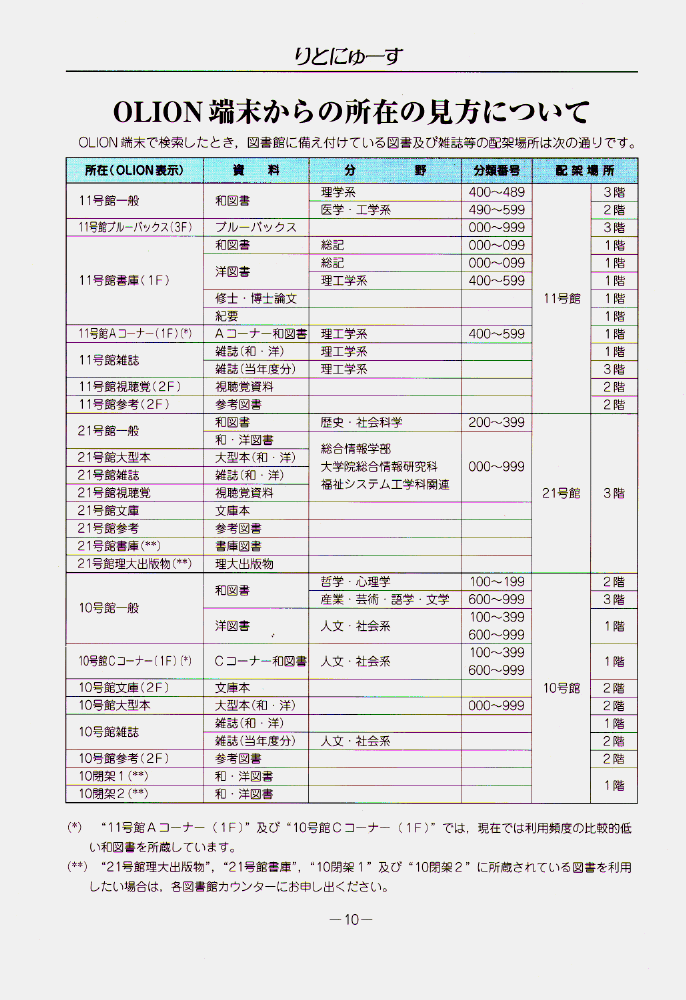 りとにゅーす
OLION端末からの所在の見方について
OLION端末で検索したとき，図書館に備え付けている図書及び雑誌等の配架場所は次の通りです。
所在(OLION表示) 資 料 分 野 分類番号 配 架 場 所
11号館一般 和図書 理学系 400〜489 11号館 3階
医学・工学系 490〜599 2階
11号館ブルーバックス(3F) ブルーバックス 000〜999 3階
11号館書庫(1F) 和図書 総記 000〜099 1階
洋図書 総記 000〜099 1階
理工学系 400〜599 1階
修士・博士論文 1階
紀要 1階
11号館Aコーナー(1F)(*) Aコーナー和図書 理工学系 400〜599 1階
11号館雑誌 雑誌(和・洋) 理工学系 1階
雑誌(当年度分) 理工学系 3階
11号館視聴覚(2F) 視聴覚資料 2階
11号館参考(2F) 参考図書 2階
21号館一般 和図書 歴史・社会科学 200〜399 21号館 3階
和・洋図書 総合情報学部
大学院総合情報研究科
福祉システム工学科関連 000〜999
21号館大型本 大型本(和・洋)
21号館雑誌 雑誌(和・洋)
21号館視聴覚 視聴覚資料
21号館文庫 文庫本
21号館参考 参考図書
21号館書庫(**) 書庫図書
21号館理大出版物(**) 理大出版物
10号館一般 和図書 哲学・心理学 100〜199 10号館 2階
産業・芸術・語学・文学 600〜999 3階
洋図書 人文・社会系 100〜399 1階
600〜999
10号館Cコーナー(1F)(*) Cコーナー和図書 人文・社会系 100〜399 1階
600〜999
10号館文庫(2F) 文庫本 2階
10号館大型本 大型本(和・洋) 000〜999 2階
10号館雑誌 雑誌(和・洋) 1階
雑誌(当年度分) 人文・社会系 2階
10号館参考(2F) 参考図書 2階
10閉架1(**) 和・洋図書 1階
10閉架2(**) 和・洋図書
(*) “11号館Aコーナー（1F）”及び“10号館Cコーナー（1F）”では，現在では利用頻度の比較的低
い和図書を所蔵しています。
(**) “21号館理大出版物”，“21号館書庫”，“10閉架1”及び“10閉架2”に所蔵されている図書を利用
したい場合は，各図書館カウンターにお申し出ください。
―10―